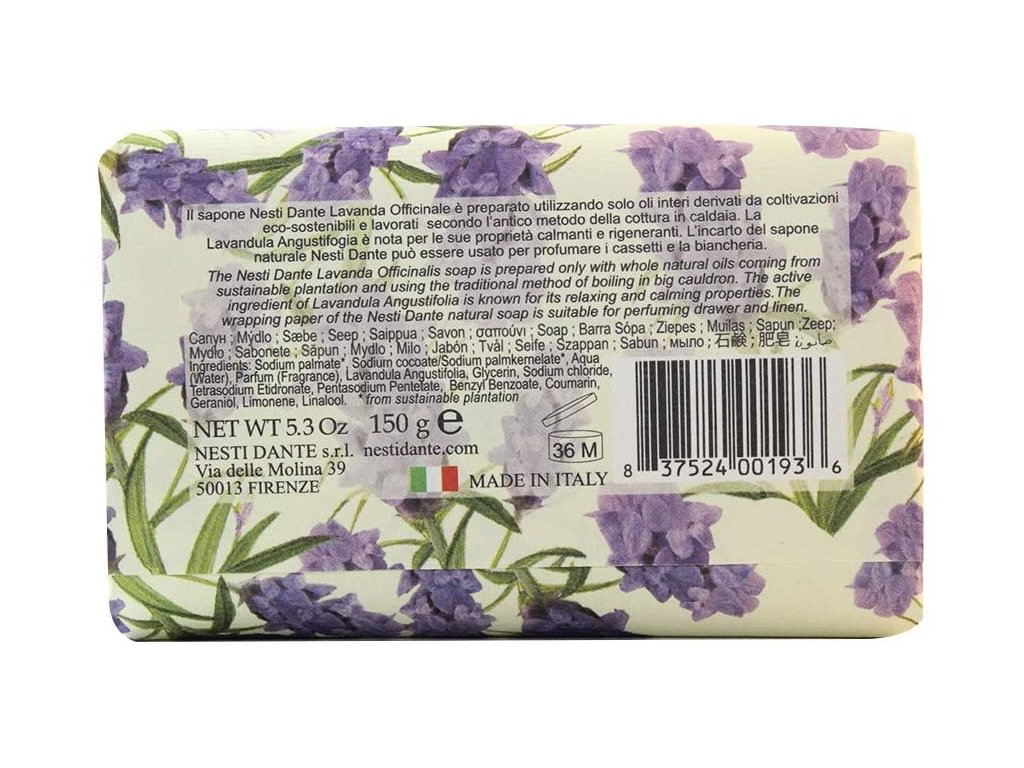 Il sapone Nesti Dante Lavanda Officinale è preparato utilizzando solo oli interi derivati da coltivazioni
eco-sostenibili e lavorati secondo l'antico metodo della cottura in caldaia. La
Lavandula Angustifogia è nota per le sue proprietà calmanti e rigeneranti. L'incarto del sapone
naturale Nesti Dante può essere usato per profumare i cassetti e la biancheria.
The Nesti Dante Lavanda Officinalis soap is prepared only with whole natural oils coming from
sustainable plantation and using the traditional method of boiling in big cauldron. The active
ingredient of Lavandula Angustifolia is known for its relaxing and calming properties.The
wrapping paper of the Nesti Dante natural soap is suitable for perfuming drawer and linen.
Сапун ; Mýdlo ; Sæbe ; Seep ; Saippua ; Savon ; σαπούνι ; Soap ; Barra Sópa ; Ziepes ; Muilas ; Sapun ;Zeep;
Mydło ; Sabonete ; Săpun ; Mydlo ; Milo ; Jabón ; Tvål ; Seife ; Szappan ; Sabun ; мыло ; 石鹸 ; 肥皂 ; صابون
Ingredients: Sodium palmate*, Sodium cocoate/Sodium palmkernelate*, Aqua
(Water), Parfum (Fragrance), Lavandula Angustifolia, Glycerin, Sodium chloride,
Tetrasodium Etidronate, Pentasodium Pentetate, Benzyl Benzoate, Coumarin,
Geraniol, Limonene, Linalool. *from sustainable plantation
NET WT 5.3 Oz 150 g e
NESTI DANTE s.r.l. nestidante.com
Via delle Molina 39
50013 FIRENZE
MADE IN ITALY
36 M
8 37524 00193 6